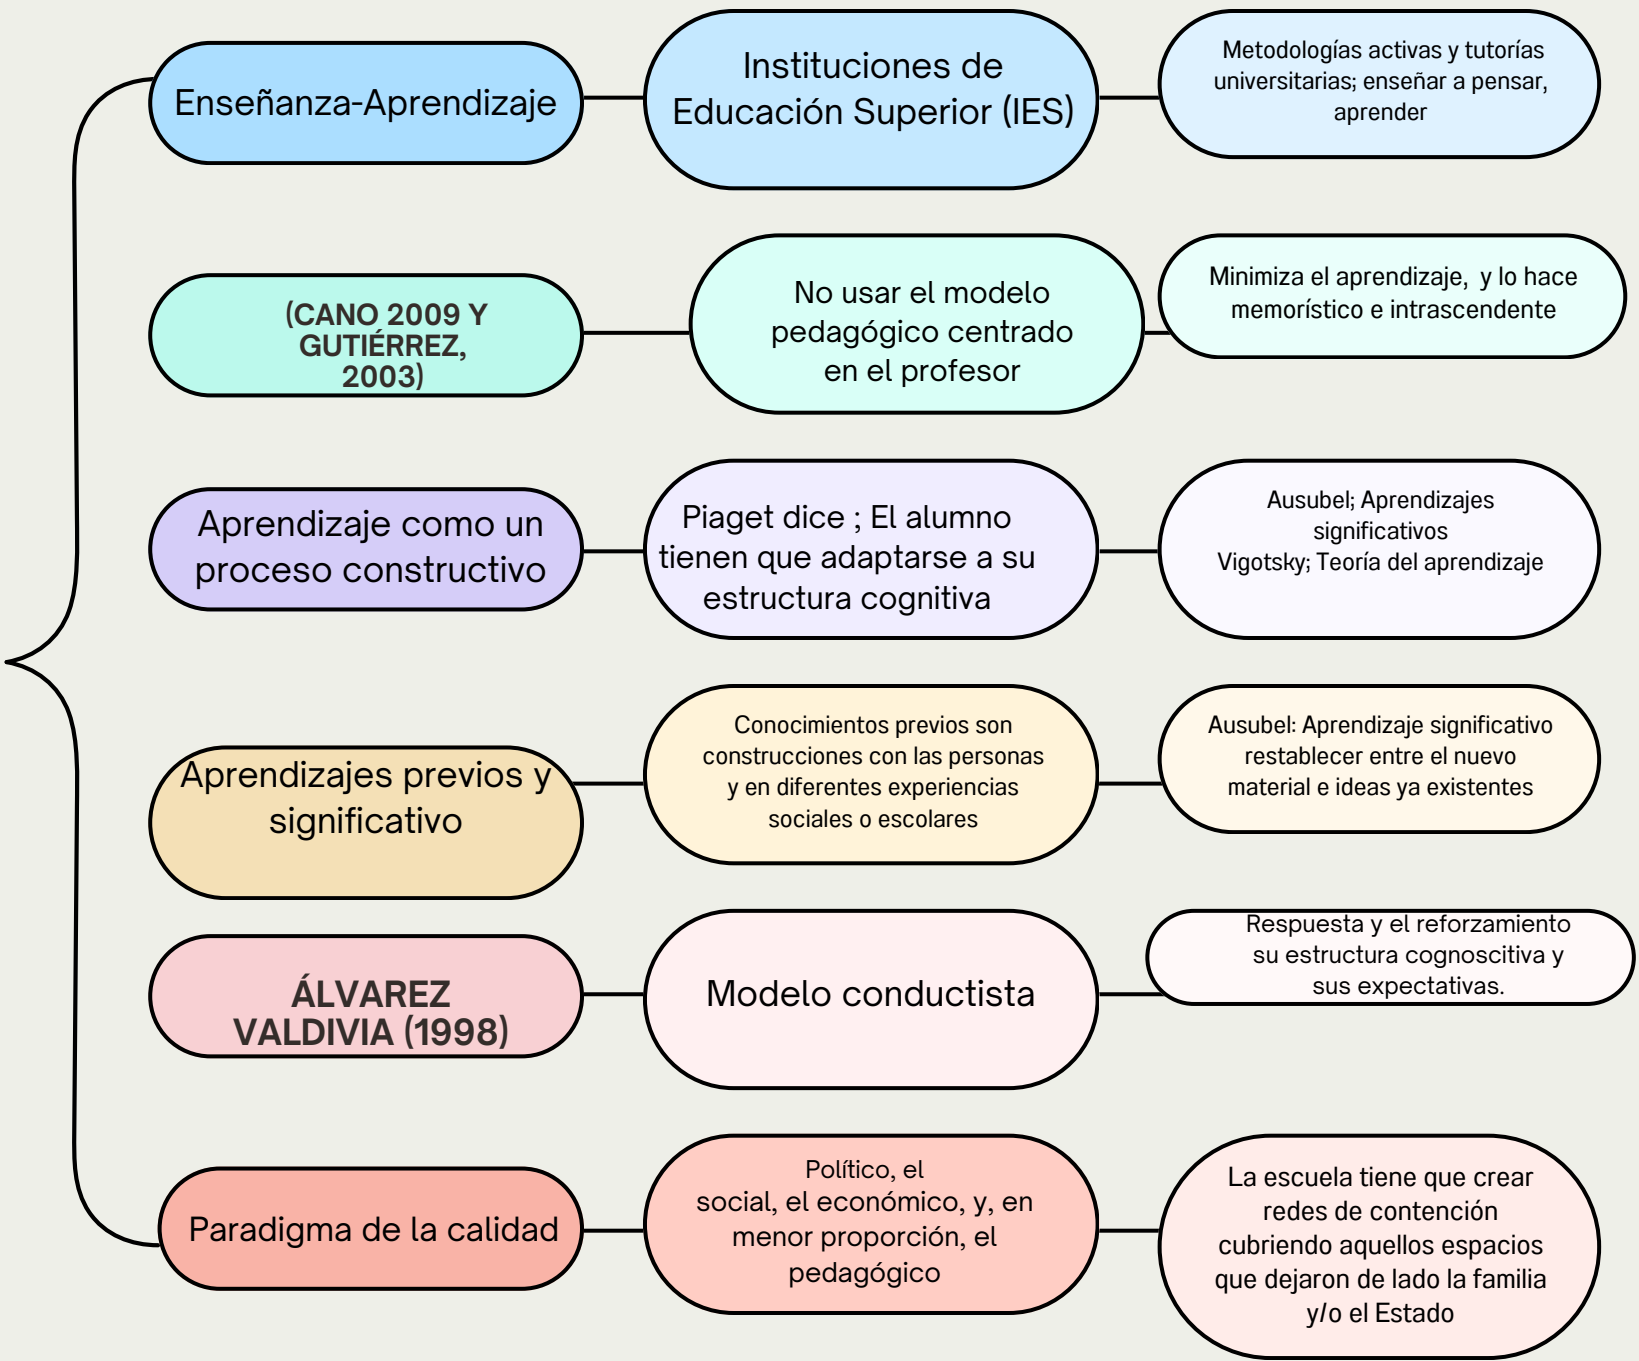 Enseñanza-Aprendizaje
Instituciones de
Educación Superior (IES)
Metodologías activas y tutorías
universitarias; enseñar a pensar,
aprender
(CANO 2009 Y
GUTIÉRREZ,
2003)
No usar el modelo
pedagógico centrado
en el profesor
Minimiza el aprendizaje, y lo hace
memorístico e intrascendente
Aprendizaje como un
proceso constructivo
Piaget dice ; El alumno
tienen que adaptarse a su
estructura cognitiva
Ausubel; Aprendizajes
significativos
Vigotsky; Teoría del aprendizaje
Aprendizajes previos y
significativo
Conocimientos previos son
construcciones con las personas
y en diferentes experiencias
sociales o escolares
Ausubel: Aprendizaje significativo
restablecer entre el nuevo
material e ideas ya existentes
ÁLVAREZ
VALDIVIA (1998)
Modelo conductista
Respuesta y el reforzamiento
su estructura cognoscitiva y
sus expectativas.
Paradigma de la calidad
Político, el
social, el económico, y, en
menor proporción, el
pedagógico
La escuela tiene que crear
redes de contención
cubriendo aquellos espacios
que dejaron de lado la familia
y/o el Estado